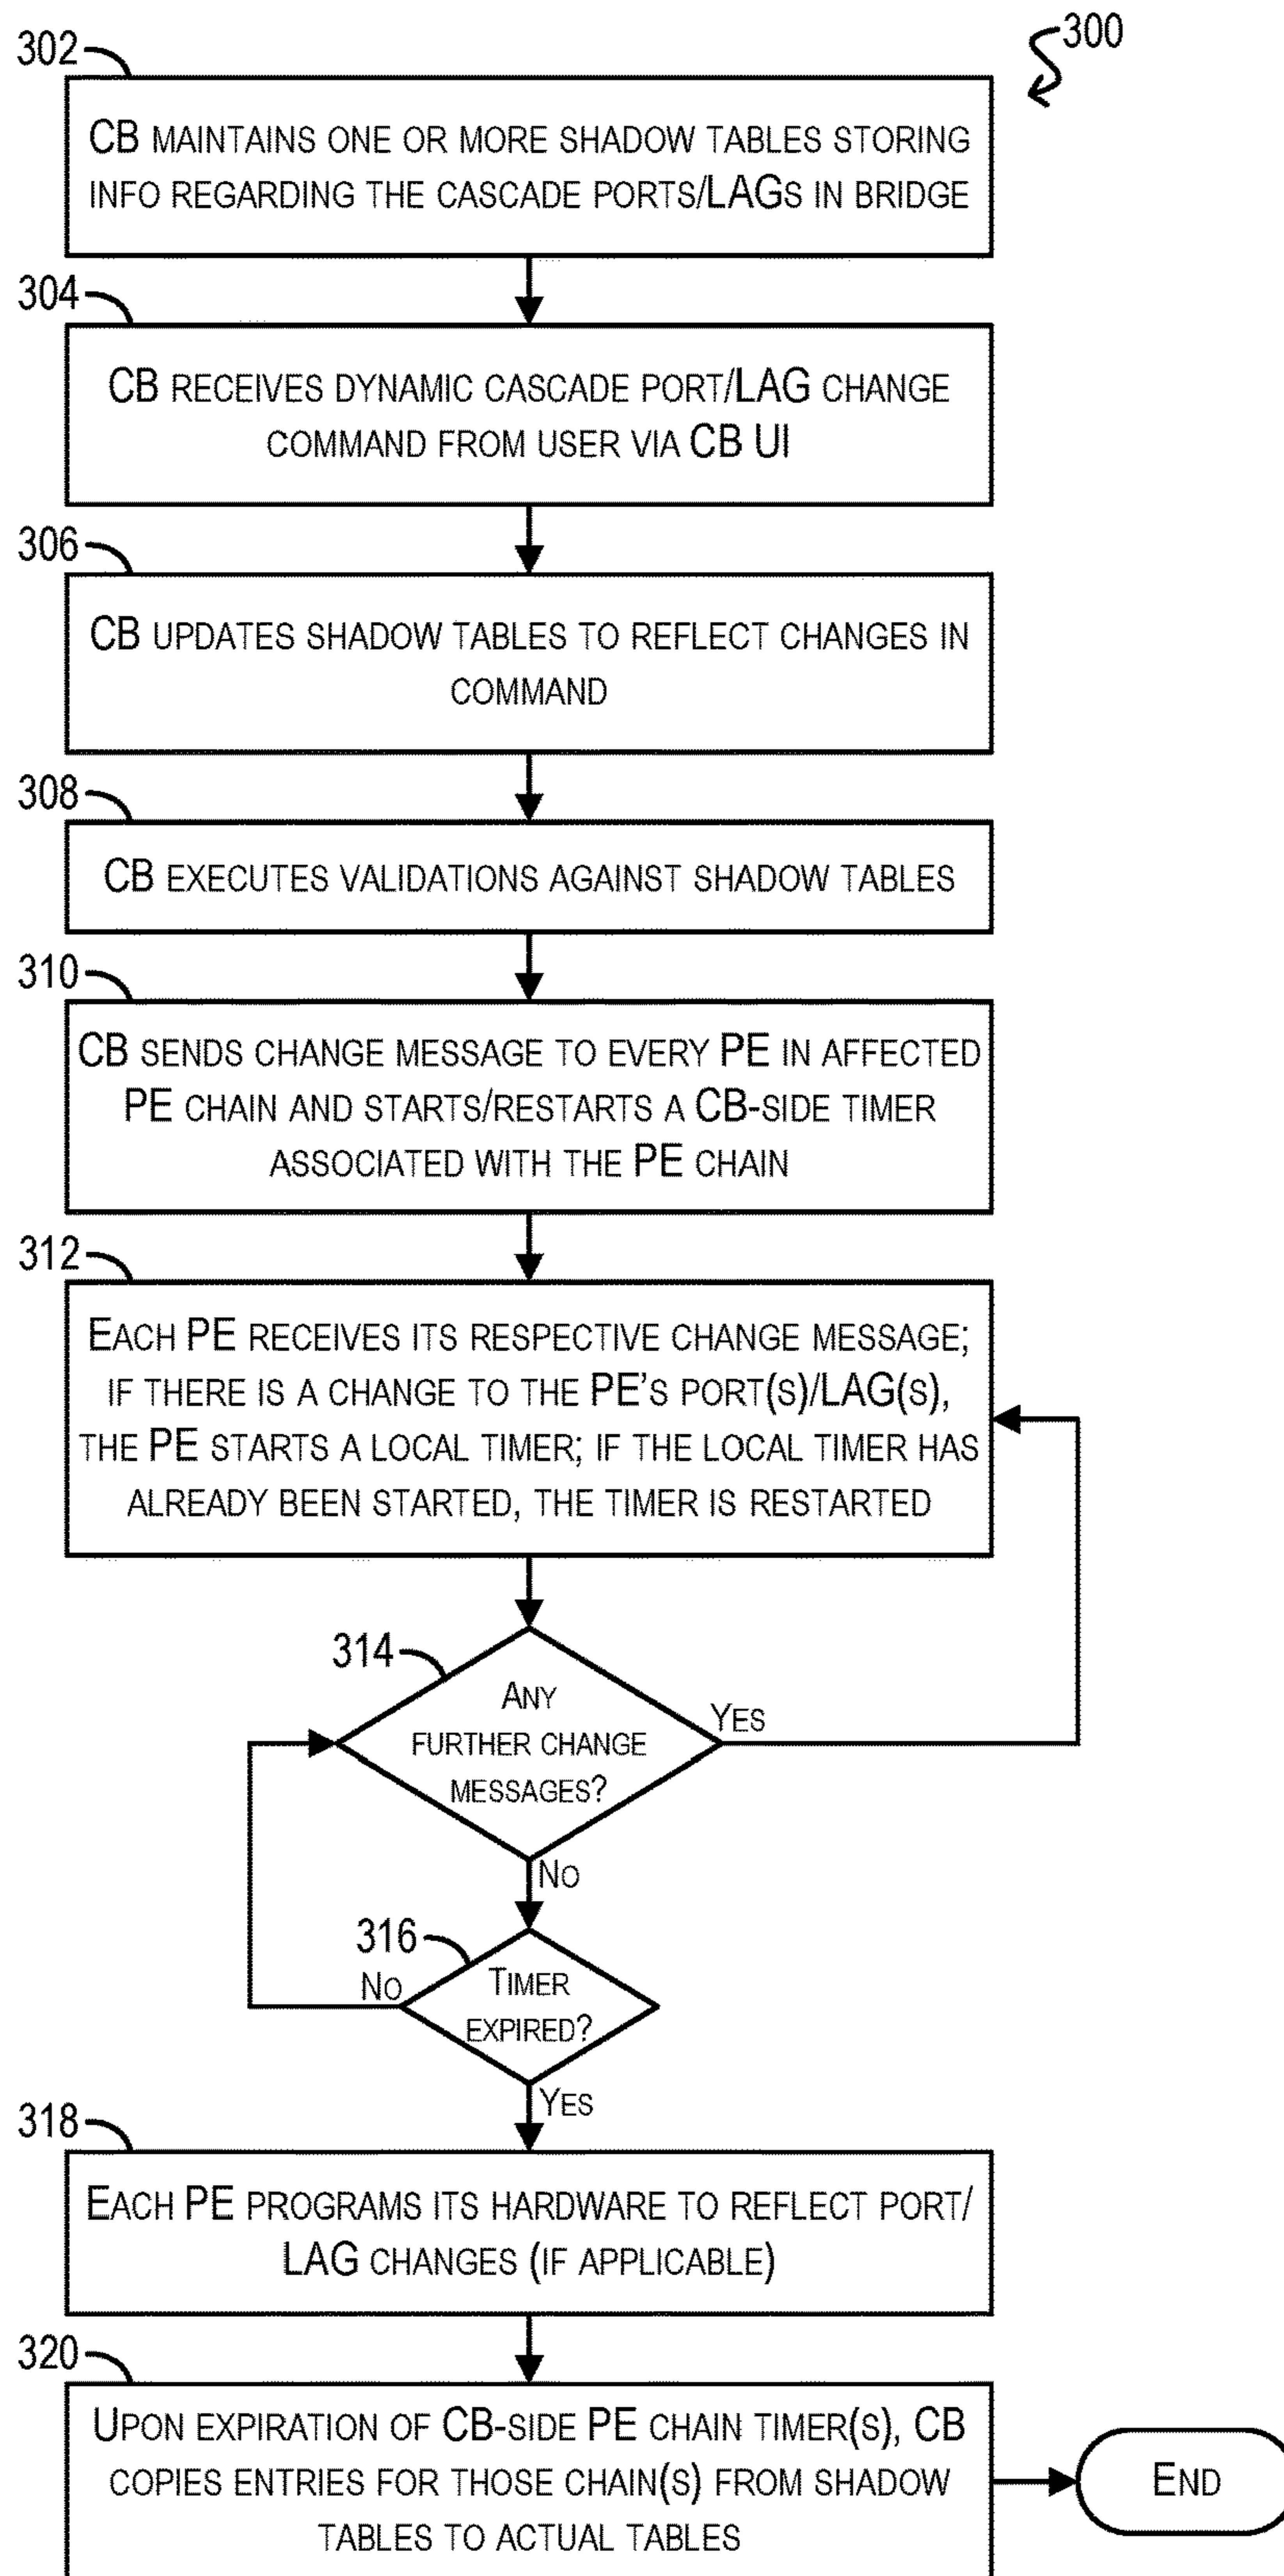 300
302
CB MAINTAINS ONE OR MORE SHADOW TABLES STORING
INFO REGARDING THE CASCADE PORTS/LAGS IN BRIDGE
304
CB RECEIVES DYNAMIC CASCADE PORT/LAG CHANGE
COMMAND FROM USER VIA CB UI
306
CB UPDATES SHADOW TABLES TO REFLECT CHANGES IN
COMMAND
308
CB EXECUTES VALIDATIONS AGAINST SHADOW TABLES
310
CB SENDS CHANGE MESSAGE TO EVERY PE IN AFFECTED
PE CHAIN AND STARTS/RESTARTS A CB-SIDE TIMER
ASSOCIATED WITH THE PE CHAIN
312
EACH PE RECEIVES ITS RESPECTIVE CHANGE MESSAGE;
IF THERE IS A CHANGE TO THE PE'S PORT(S)/LAG(S),
THE PE STARTS A LOCAL TIMER; IF THE LOCAL TIMER HAS
ALREADY BEEN STARTED, THE TIMER IS RESTARTED
314
ANY
FURTHER CHANGE
MESSAGES?
YES
NO
316
TIMER
EXPIRED?
NO
YES
318
EACH PE PROGRAMS ITS HARDWARE TO REFLECT PORT/
LAG CHANGES (IF APPLICABLE)
320
UPON EXPIRATION OF CB-SIDE PE CHAIN TIMER(S), CB
COPIES ENTRIES FOR THOSE CHAIN(S) FROM SHADOW
TABLES TO ACTUAL TABLES
END